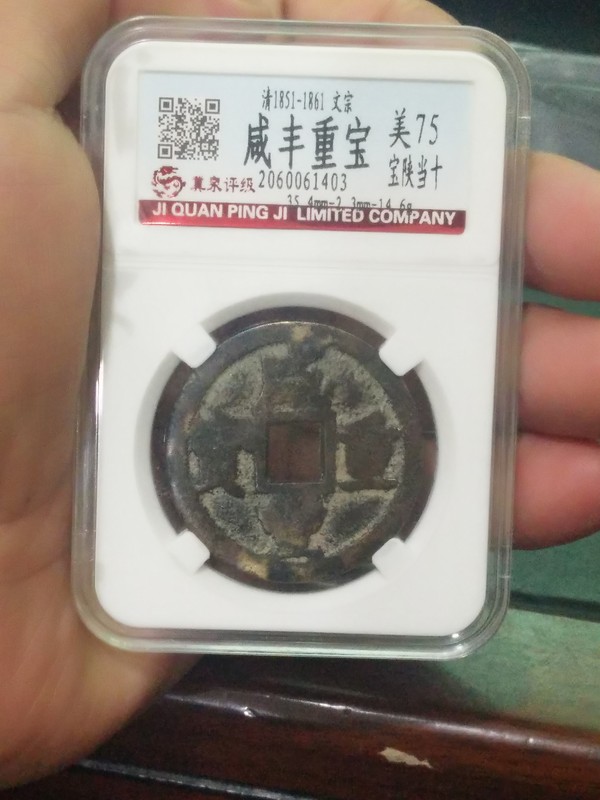 清1851-1861 文宗
咸丰重宝
美75
宝陕当十
冀泉评级
2060061403
35.4mm-2.3mm-14.6g
JI QUAN PING JI LIMITED COMPANY